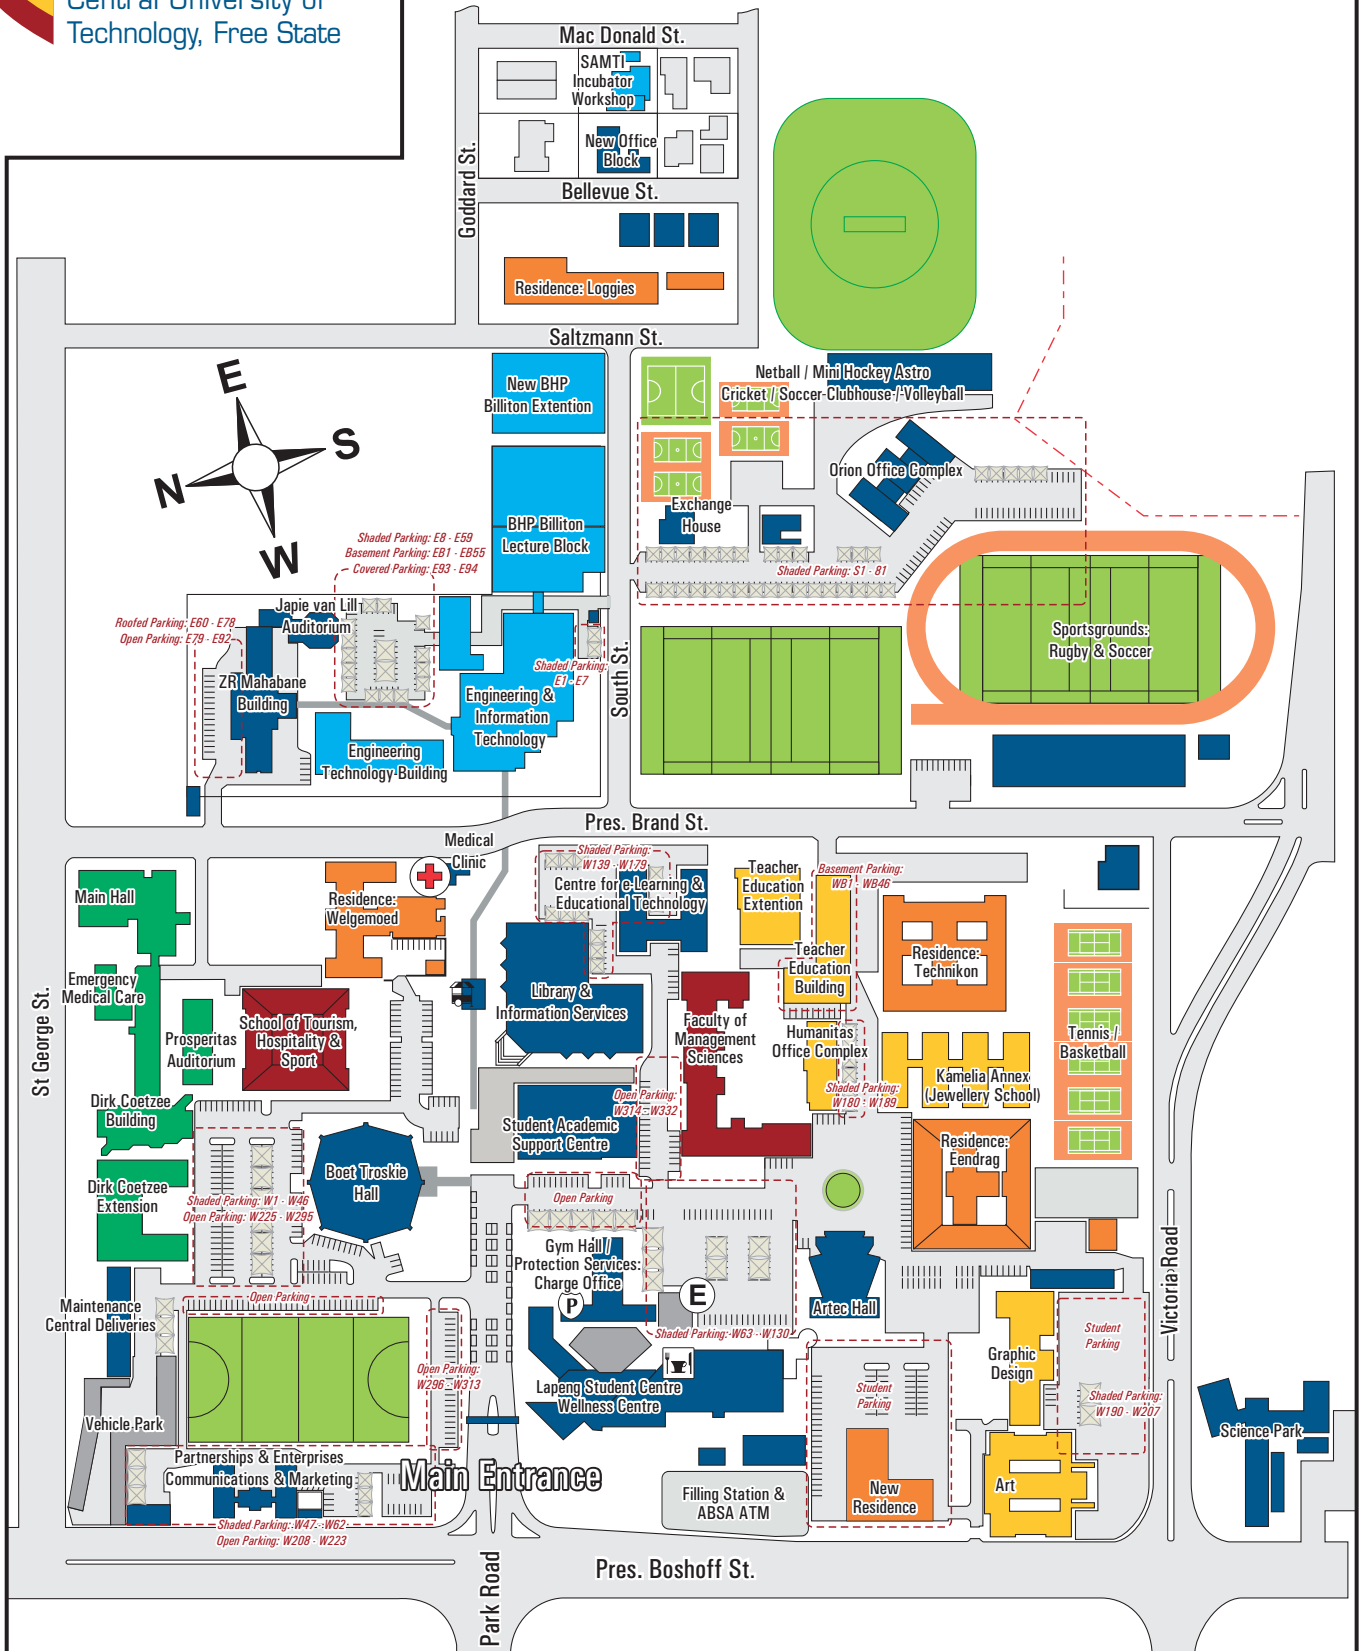 Central University of
Technology, Free State
Mac Donald St.
SAMTI
Incubator
Workshop
New Office
Block
Goddard St.
Bellevue St.
Residence: Loggies
Saltzmann St.
E
S
N
W
New BHP
Billiton Extention
Netball / Mini Hockey Astro
Cricket / Soccer-Clubhouse-/-Volleyball
Orion Office Complex
Exchange
House
BHP Billiton
Lecture Block
Shaded Parking: E8 - E59
Basement Parking: EB1 - EB55
Covered Parking: E93 - E94
Shaded Parking: S1 - 81
Japie van Lill
Auditorium
Roofed Parking: E60 - E78
Open Parking: E79 - E92
Sportsgrounds:
Rugby & Soccer
Shaded Parking:
E1 - E7
South St.
ZR Mahabane
Building
Engineering &
Information
Technology
Engineering
Technology Building
Pres. Brand St.
Medical
Clinic
Shaded Parking:
W139 - W179
Centre for e-Learning &
Educational Technology
Teacher
Education
Extention
Basement Parking:
WB1 - WB46
Main Hall
Residence:
Welgemoed
Teacher
Education
Building
Residence:
Technikon
Emergency
Medical Care
Library &
Information Services
St George St.
Prosperitas
Auditorium
School of Tourism,
Hospitality &
Sport
Faculty of
Management
Sciences
Humanitas
Office Complex
Tennis /
Basketball
Kamelia Annex
(Jewellery School)
Shaded Parking:
W180 - W189
Open Parking:
W314 - W332
Dirk Coetzee
Building
Student Academic
Support Centre
Residence:
Eendrag
Boet Troskie
Hall
Dirk Coetzee
Extension
Shaded Parking: W1 - W46
Open Parking: W225 - W295
Open Parking
Gym Hall /
Protection Services:
Charge Office
P
E
Artec Hall
Victoria Road
Open Parking
Maintenance
Central Deliveries
Shaded Parking: W63 - W130
Student
Parking
Graphic
Design
Open Parking:
W296 - W313
Lapeng Student Centre
Wellness Centre
Student
Parking
Shaded Parking:
W190 - W207
Vehicle Park
Science Park
Partnerships & Enterprises
Communications & Marketing
Main Entrance
Filling Station &
ABSA ATM
New
Residence
Art
Shaded Parking: W47 - W62
Open Parking: W208 - W223
Park Road
Pres. Boshoff St.